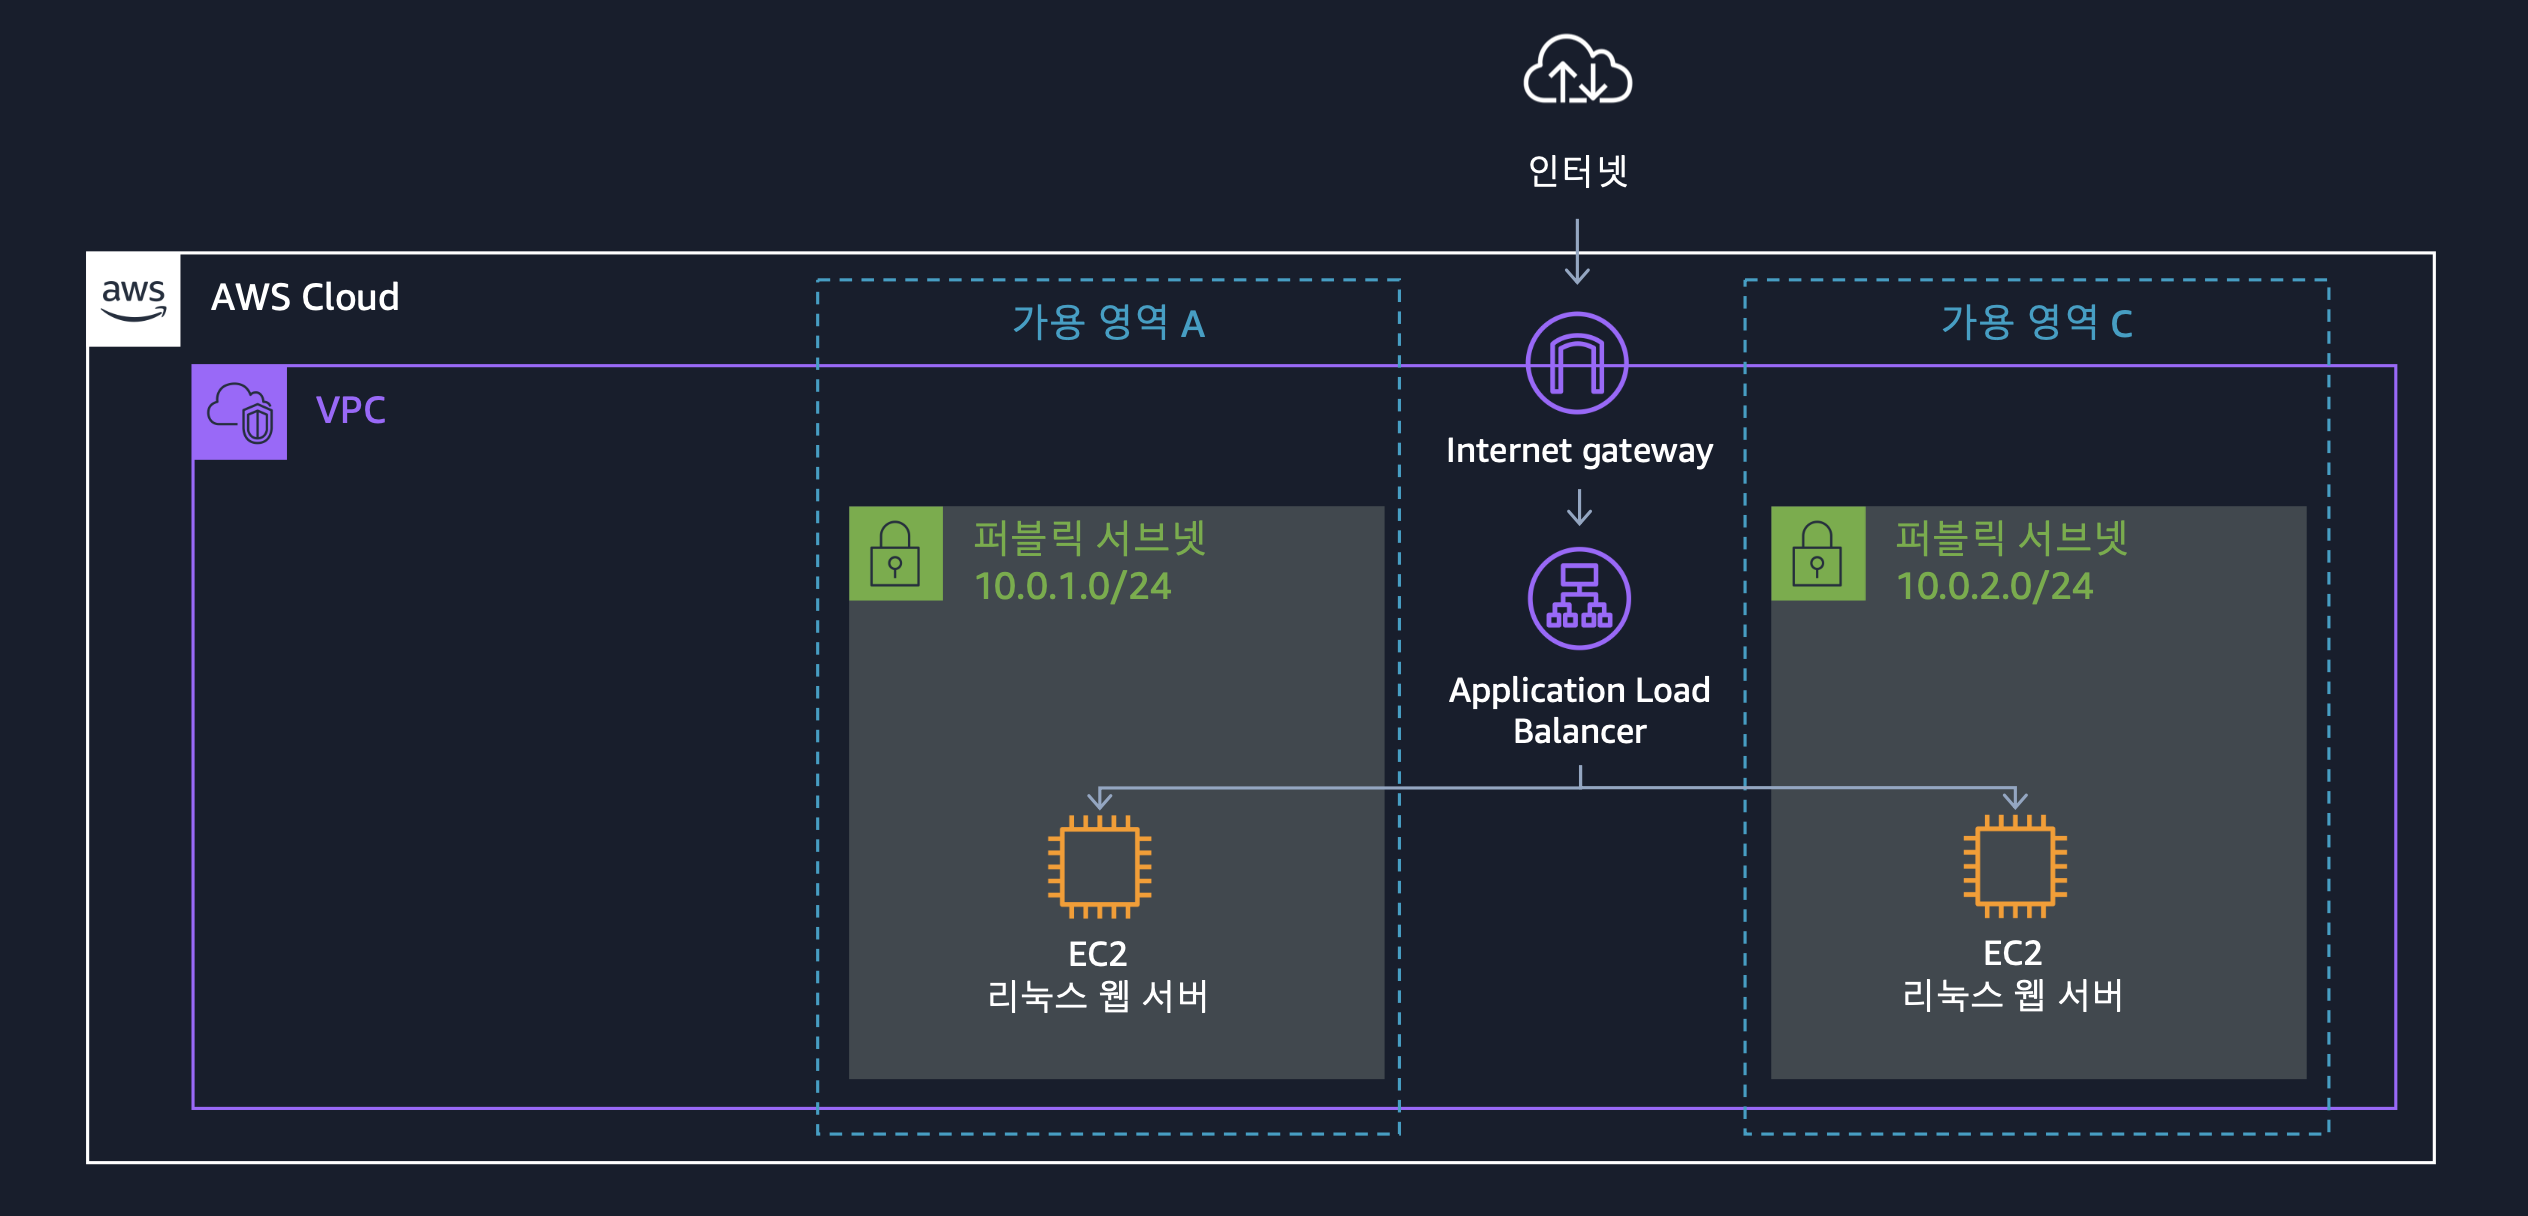 인터넷
aws
AWS Cloud
가용 영역 A
가용 영역 C
VPC
Internet gateway
퍼블릭 서브넷
10.0.1.0/24
퍼블릭 서브넷
10.0.2.0/24
Application Load
Balancer
EC2
리눅스 웹 서버
EC2
리눅스 웹 서버